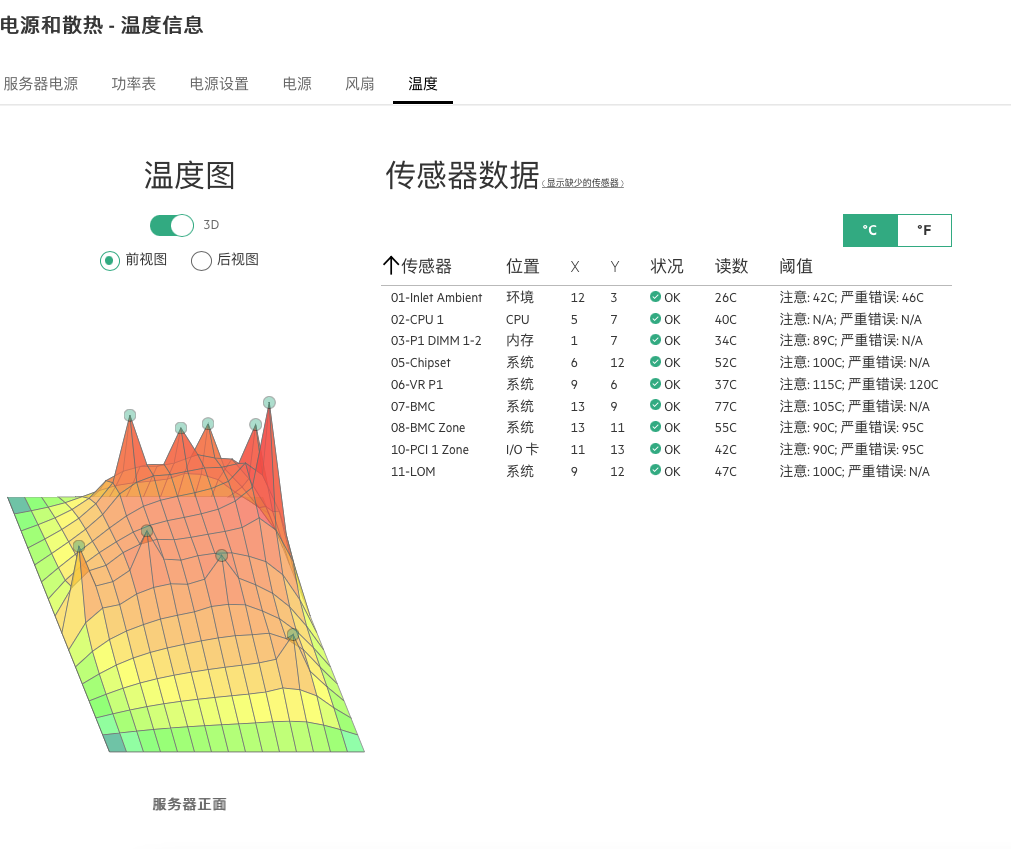 电源和散热 - 温度信息
服务器电源 功率表 电源设置 电源 风扇 温度
温度图
3D
前视图 后视图
服务器正面
传感器数据 (显示缺少的传感器)
°C °F
传感器 位置 X Y 状况 读数 阈值
01-Inlet Ambient 环境 12 3 OK 26C 注意: 42C; 严重错误: 46C
02-CPU 1 CPU 5 7 OK 40C 注意: N/A; 严重错误: N/A
03-P1 DIMM 1-2 内存 1 7 OK 34C 注意: 89C; 严重错误: N/A
05-Chipset 系统 6 12 OK 52C 注意: 100C; 严重错误: N/A
06-VR P1 系统 9 6 OK 37C 注意: 115C; 严重错误: 120C
07-BMC 系统 13 9 OK 77C 注意: 105C; 严重错误: N/A
08-BMC Zone 系统 13 11 OK 55C 注意: 90C; 严重错误: 95C
10-PCI 1 Zone I/O 卡 11 13 OK 42C 注意: 90C; 严重错误: 95C
11-LOM 系统 9 12 OK 47C 注意: 100C; 严重错误: N/A